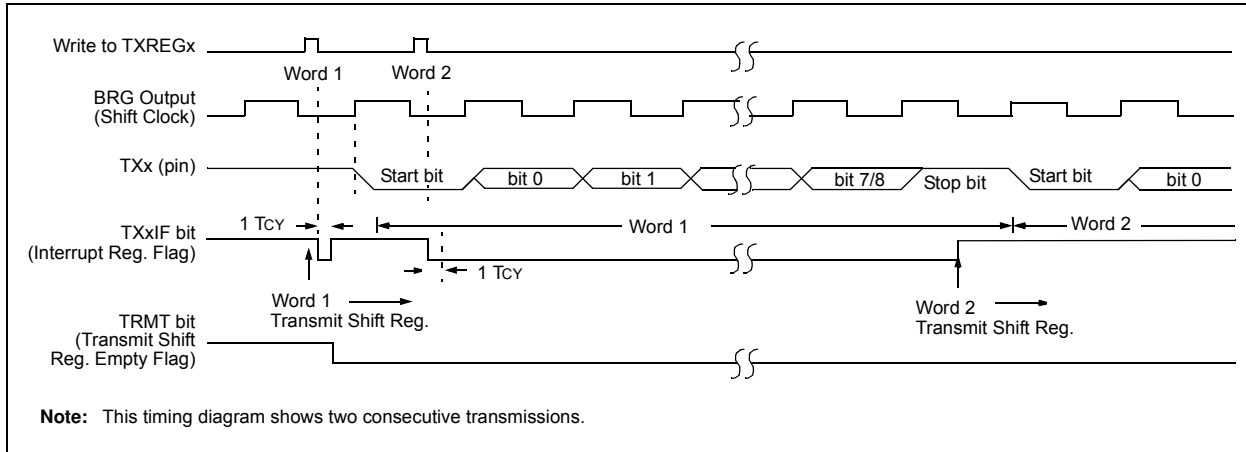 Write to TXREGx
Word 1
Word 2
BRG Output
(Shift Clock)
TXx (pin)
Start bit
bit 0
bit 1
bit 7/8
Stop bit
Start bit
bit 0
1 TCY
Word 1
Word 2
TXxIF bit
(Interrupt Reg. Flag)
1 TCY
Word 1
Transmit Shift Reg.
Word 2
Transmit Shift Reg.
TRMT bit
(Transmit Shift
Reg. Empty Flag)
Note: This timing diagram shows two consecutive transmissions.